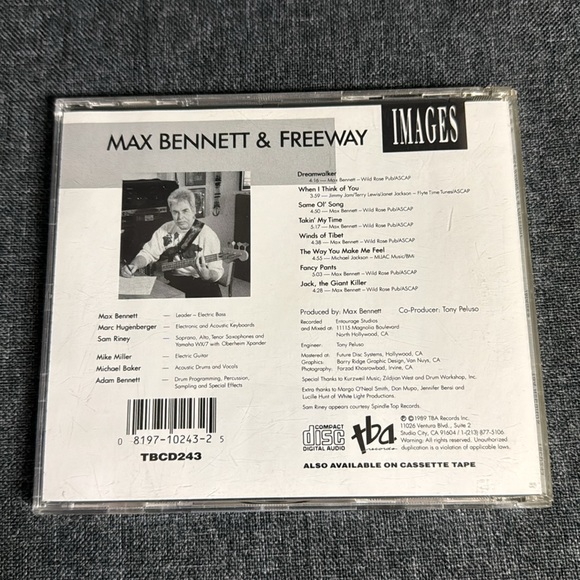 MAX BENNETT & FREEWAY
IMAGES
Dreamwalker
4:16 — Max Bennett – Wild Rose Pub/ASCAP
When I Think of You
3:59 — Jimmy Jam/Terry Lewis/Janet Jackson – Flyte Time Tunes/ASCAP
Same Ol' Song
4:50 — Max Bennett – Wild Rose Pub/ASCAP
Takin' My Time
5:17 — Max Bennett – Wild Rose Pub/ASCAP
Winds of Tibet
4:38 — Max Bennett – Wild Rose Pub/ASCAP
The Way You Make Me Feel
4:55 — Michael Jackson – MIJAC Music/BMI
Fancy Pants
5:03 — Max Bennett – Wild Rose Pub/ASCAP
Jack, the Giant Killer
4:28 — Max Bennett – Wild Rose Pub/ASCAP
Max Bennett — Leader – Electric Bass
Marc Hugenberger — Electronic and Acoustic Keyboards
Sam Riney — Soprano, Alto, Tenor Saxophones and
Yamaha WX/7 with Oberheim Xpander
Mike Miller — Electric Guitar
Michael Baker — Acoustic Drums and Vocals
Adam Bennett — Drum Programming, Percussion,
Sampling and Special Effects
Produced by: Max Bennett Co-Producer: Tony Peluso
Recorded and Mixed at: Entourage Studios
11115 Magnolia Boulevard
North Hollywood, CA
Engineer: Tony Peluso
Mastered at: Future Disc Systems, Hollywood, CA
Graphics: Barry Ridge Graphic Design, Van Nuys, CA
Photography: Farzad Khosrawbad, Irvine, CA
Special Thanks to Kurzweil Music, Zildjian West and Drum Workshop, Inc.
Extra thanks to Margo O'Neal Smith, Don Mupo, Jennifer Bensi and
Lucille Hunt of White Light Productions.
Sam Riney appears courtesy Spindle Top Records.
0 8197-10243-2 5
TBCD243
COMPACT
disc
DIGITAL AUDIO
tba
records
©℗1989 TBA Records Inc.
11026 Ventura Blvd., Suite 2
Studio City, CA 91604 / 1-(213) 877-5106
Warning: All rights reserved. Unauthorized
duplication is a violation of applicable laws.
ALSO AVAILABLE ON CASSETTE TAPE